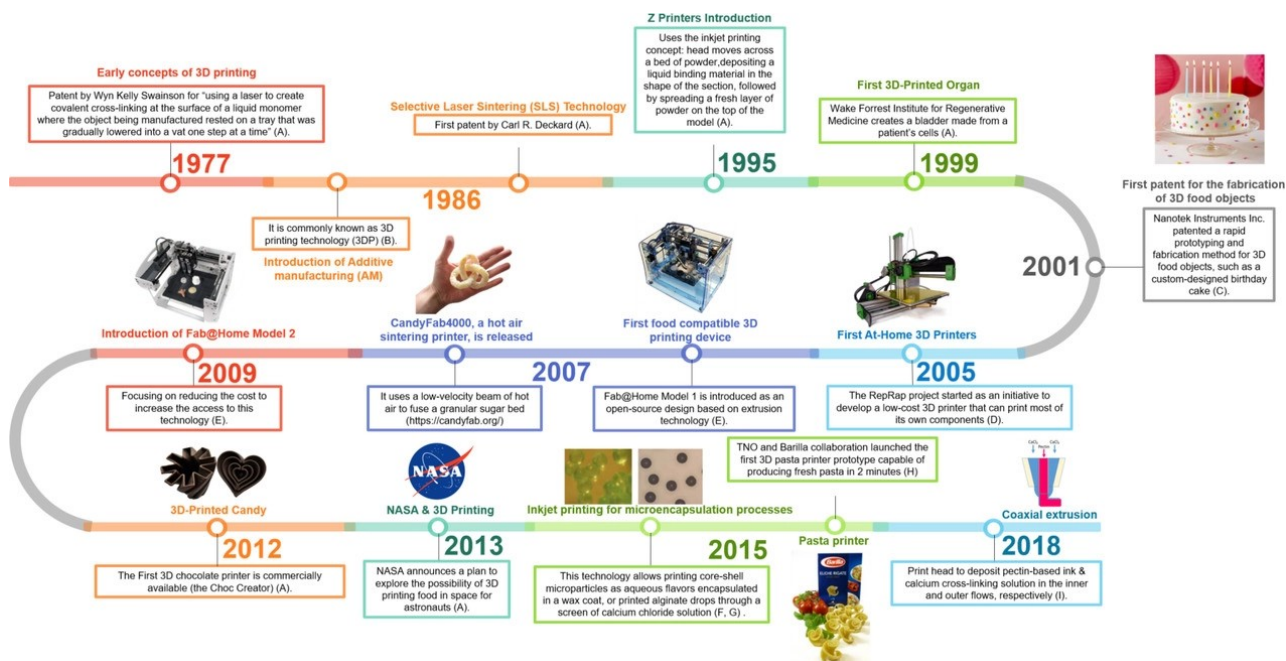 Early concepts of 3D printing
Patent by Wyn Kelly Swainson for "using a laser to create
covalent cross-linking at the surface of a liquid monomer
where the object being manufactured rested on a tray that was
gradually lowered into a vat one step at a time" (A).
1977
Selective Laser Sintering (SLS) Technology
First patent by Carl R. Deckard (A).
1986
It is commonly known as 3D
printing technology (3DP) (B).
Introduction of Additive
manufacturing (AM)
Z Printers Introduction
Uses the inkjet printing
concept: head moves across
a bed of powder,depositing a
liquid binding material in the
shape of the section, followed
by spreading a fresh layer of
powder on the top of the
model (A).
1995
First 3D-Printed Organ
Wake Forrest Institute for Regenerative
Medicine creates a bladder made from a
patient's cells (A).
1999
First patent for the fabrication
of 3D food objects
2001
Nanotek Instruments Inc.
patented a rapid
prototyping and
fabrication method for 3D
food objects, such as a
custom-designed birthday
cake (C).
First At-Home 3D Printers
2005
The RepRap project started as an initiative to
develop a low-cost 3D printer that can print most
of its own components (D).
First food compatible 3D
printing device
2007
Fab@Home Model 1 is introduced as an
open-source design based on extrusion
technology (E).
CandyFab4000, a hot air
sintering printer, is released
It uses a low-velocity beam of hot
air to fuse a granular sugar bed
(https://candyfab.org/)
Introduction of Fab@Home Model 2
2009
Focusing on reducing the cost to
increase the access to this
technology (E).
3D-Printed Candy
2012
The First 3D chocolate printer is commercially
available (the Choc Creator) (A).
NASA
NASA & 3D Printing
2013
NASA announces a plan to
explore the possibility of 3D
printing food in space for
astronauts (A).
Inkjet printing for microencapsulation processes
2015
This technology allows printing core-shell
microparticles as aqueous flavors encapsulated
in a wax coat, or printed alginate drops through a
screen of calcium chloride solution (F, G) .
TNO and Barilla collaboration launched the
first 3D pasta printer prototype capable of
producing fresh pasta in 2 minutes (H)
Pasta printer
Barilla
CaCl₂ CaCl₂
Coaxial extrusion
2018
Print head to deposit pectin-based ink &
calcium cross-linking solution in the inner
and outer flows, respectively (I).